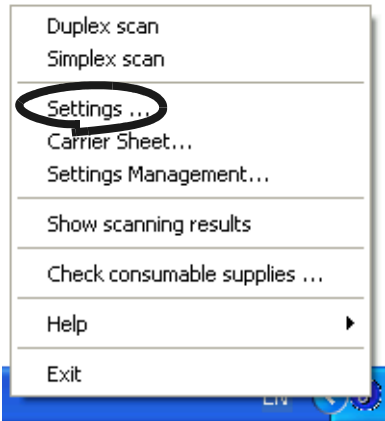 Duplex scan
Simplex scan
Settings ...
Carrier Sheet...
Settings Management...
Show scanning results
Check consumable supplies ...
Help
Exit
EN